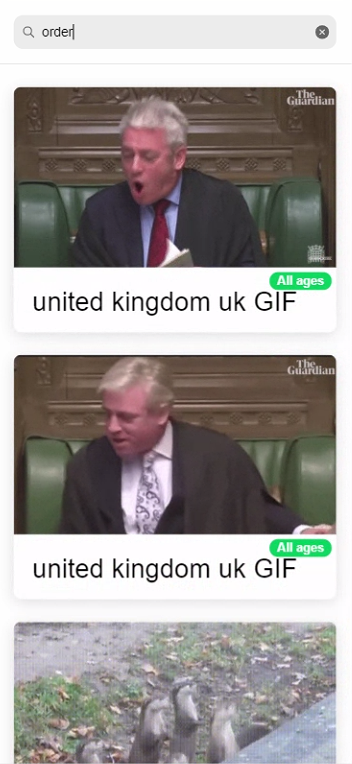 order
The
Guardian
All ages
united kingdom uk GIF
The
Guardian
All ages
united kingdom uk GIF